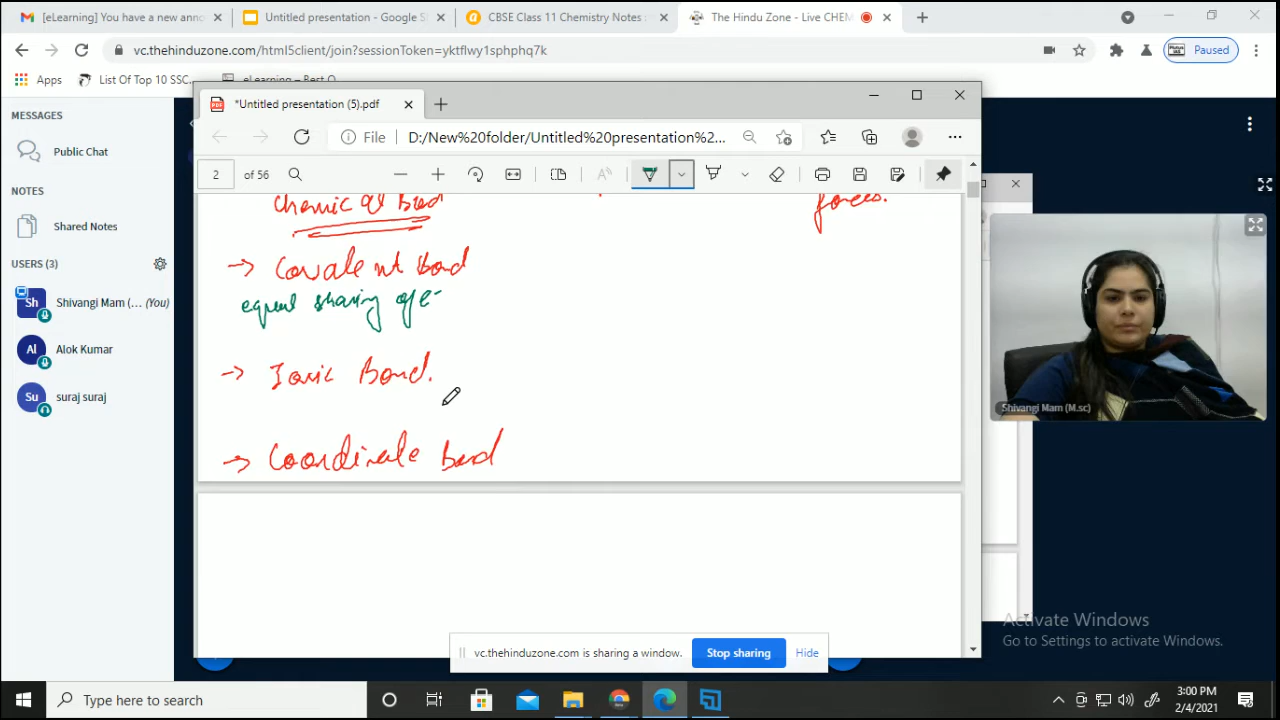 [eLearning] You have a new anno
Untitled presentation - Google S
CBSE Class 11 Chemistry Notes
The Hindu Zone - Live CHEM
vc.thehinduzone.com/html5client/join?sessionToken=yktflwy1sphphq7k
Paused
Apps
List Of Top 10 SSC...
eLearning – Best O
MESSAGES
Public Chat
NOTES
Shared Notes
USERS (3)
Sh
Shivangi Mam (... (You)
Al
Alok Kumar
Su
suraj suraj
*Untitled presentation (5).pdf
File
D:/New%20folder/Untitled%20presentation%2...
2 of 56
Chemical Bond
forces.
→ Covalent Bond
equal sharing of e-
→ Ionic Bond.
→ Coordinate bond
Shivangi Mam (M.sc)
vc.thehinduzone.com is sharing a window.
Stop sharing
Hide
Activate Windows
Go to Settings to activate Windows.
Type here to search
3:00 PM
2/4/2021